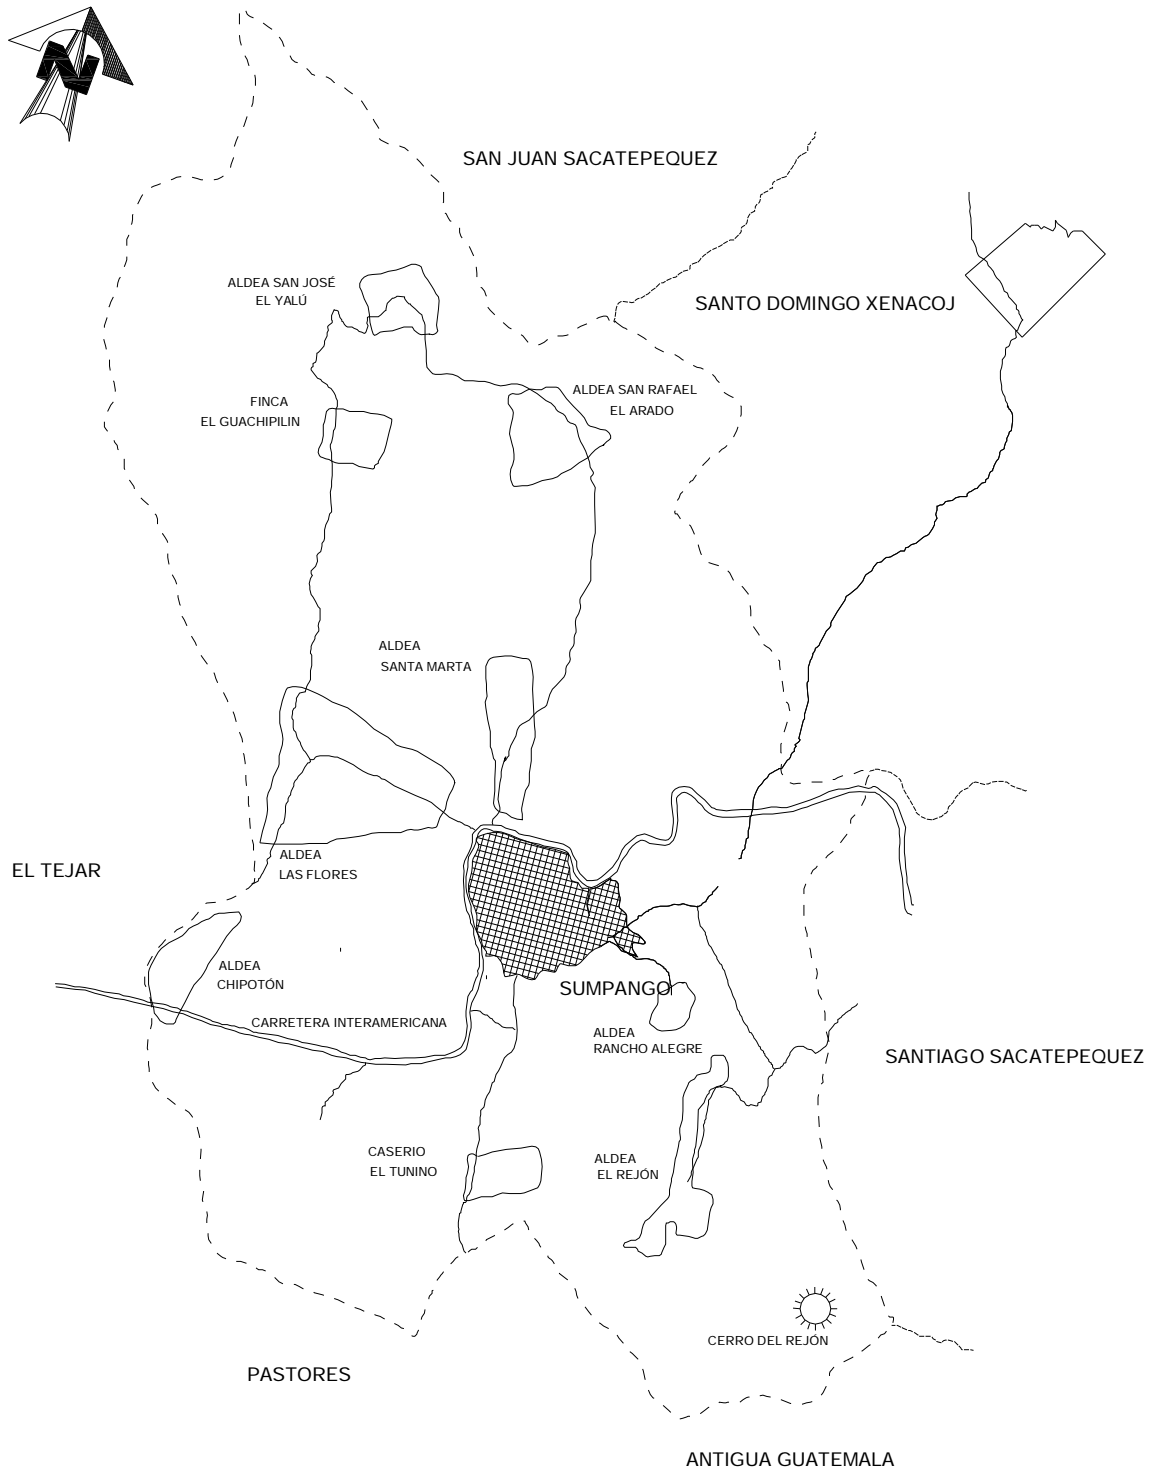 N
SAN JUAN SACATEPEQUEZ
ALDEA SAN JOSÉ
EL YALÚ
SANTO DOMINGO XENACOJ
FINCA
EL GUACHIPILIN
ALDEA SAN RAFAEL
EL ARADO
ALDEA
SANTA MARTA
EL TEJAR
ALDEA
LAS FLORES
ALDEA
CHIPOTÓN
SUMPANGO
CARRETERA INTERAMERICANA
ALDEA
RANCHO ALEGRE
SANTIAGO SACATEPEQUEZ
CASERIO
EL TUNINO
ALDEA
EL REJÓN
CERRO DEL REJÓN
PASTORES
ANTIGUA GUATEMALA